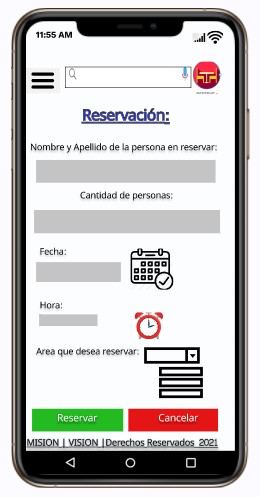 11:55 AM
Reservación:
Nombre y Apellido de la persona en reservar:
Cantidad de personas:
Fecha:
Hora:
Area que desea reservar:
Reservar
Cancelar
MISION | VISION |Derechos Reservados 2021